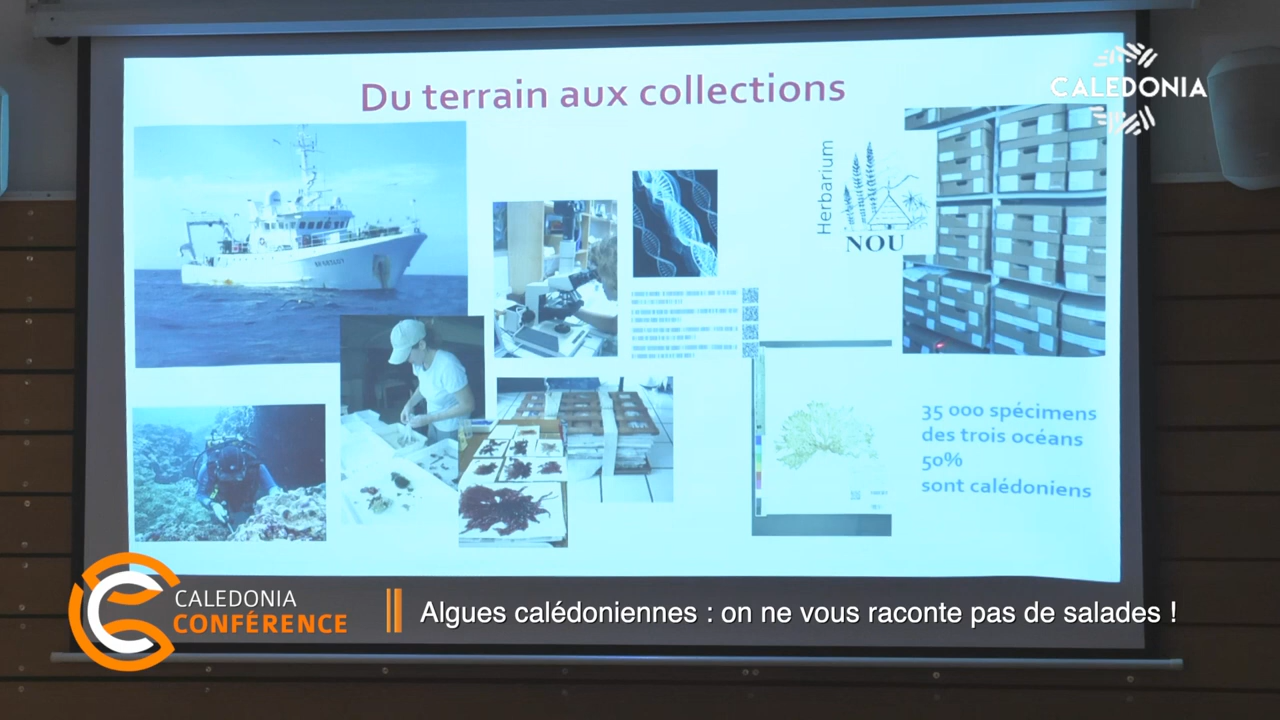 Du terrain aux collections
CALEDONIA
Herbarium
NOU
35 000 spécimens
des trois océans
50%
sont calédoniens
CALEDONIA
CONFÉRENCE
Algues calédoniennes : on ne vous raconte pas de salades !